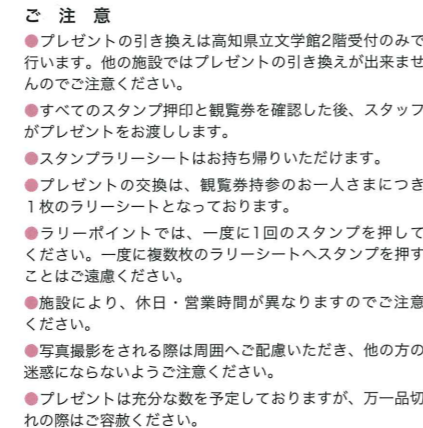 ご 注 意
●プレゼントの引き換えは高知県立文学館2階受付のみで
行います。他の施設ではプレゼントの引き換えが出来ませ
んのでご注意ください。
●すべてのスタンプ押印と観覧券を確認した後、スタッフ
がプレゼントをお渡しします。
●スタンプラリーシートはお持ち帰りいただけます。
●プレゼントの交換は、観覧券持参のお一人さまにつき
1枚のラリーシートとなっております。
●ラリーポイントでは、一度に1回のスタンプを押して
ください。一度に複数枚のラリーシートへスタンプを押す
ことはご遠慮ください。
●施設により、休日・営業時間が異なりますのでご注意
ください。
●写真撮影をされる際は周囲へご配慮いただき、他の方の
迷惑にならないようご注意ください。
●プレゼントは充分な数を予定しておりますが、万一品切
れの際はご容赦ください。